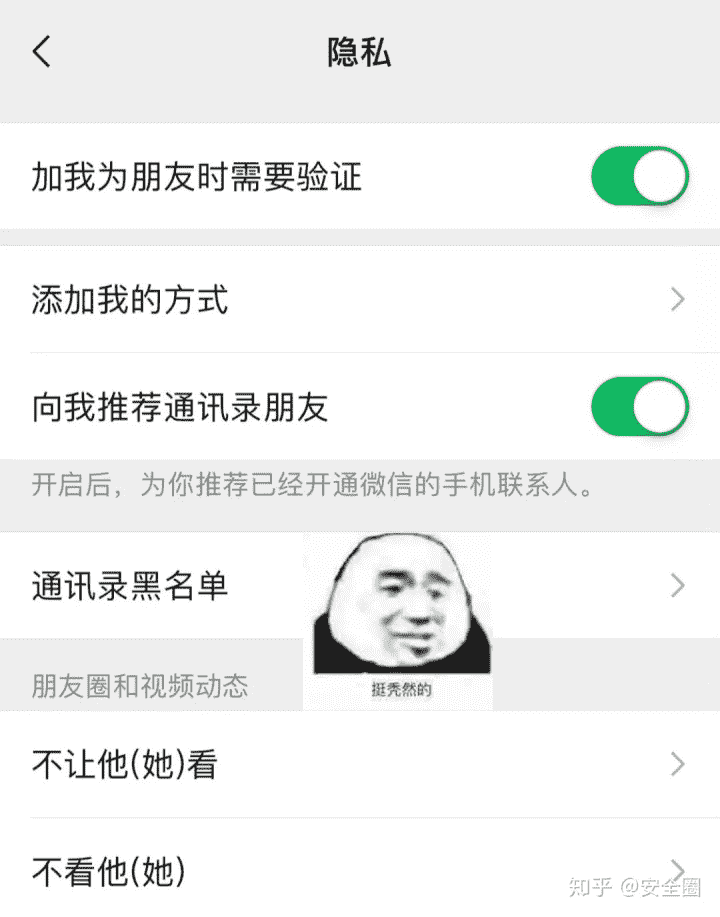 隐私
加我为朋友时需要验证
添加我的方式
向我推荐通讯录朋友
开启后，为你推荐已经开通微信的手机联系人。
通讯录黑名单
挺秃然的
朋友圈和视频动态
不让他(她)看
不看他(她)
知乎 @安全圈